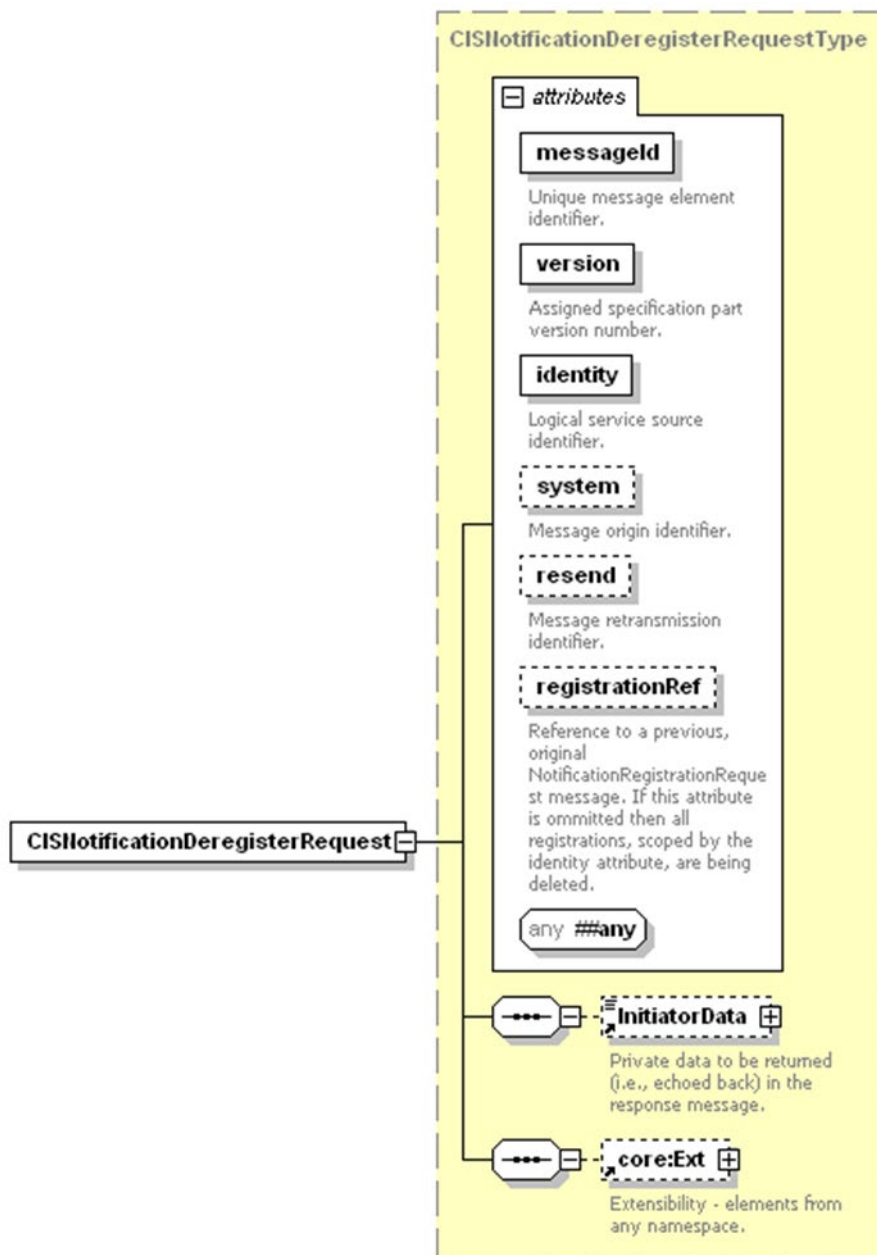 CISNotificationDeregisterRequestType
attributes
messageId
Unique message element
identifier.
version
Assigned specification part
version number.
identity
Logical service source
identifier.
system
Message origin identifier.
resend
Message retransmission
identifier.
registrationRef
Reference to a previous,
original
NotificationRegistrationReque
st message. If this attribute
is ommitted then all
registrations, scoped by the
identity attribute, are being
deleted.
CISNotificationDeregisterRequest
any ##any
InitiatorData
Private data to be returned
(i.e., echoed back) in the
response message.
core:Ext
Extensibility - elements from
any namespace.